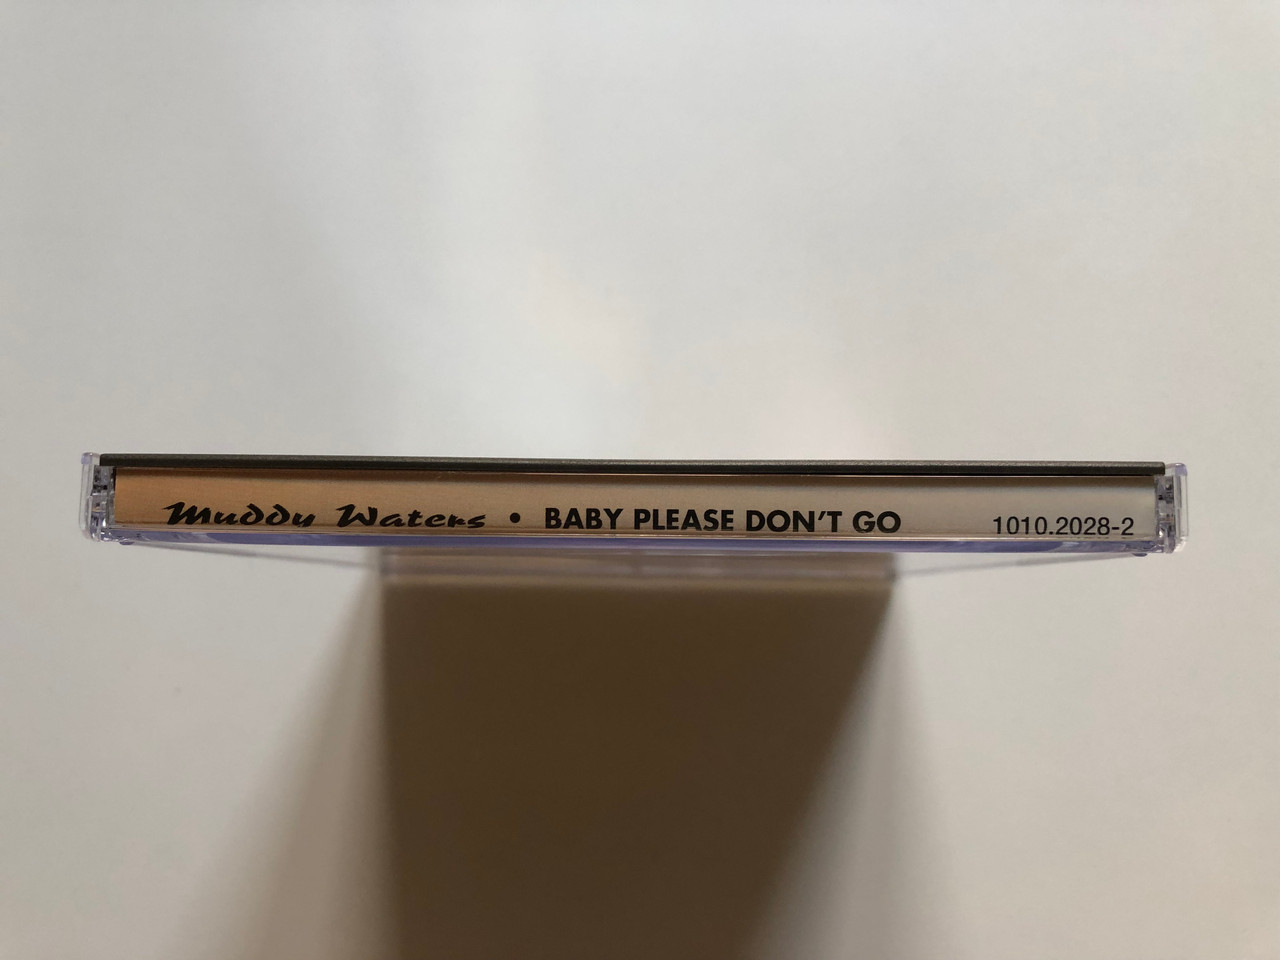 Muddy Waters • BABY PLEASE DON'T GO 1010.2028-2